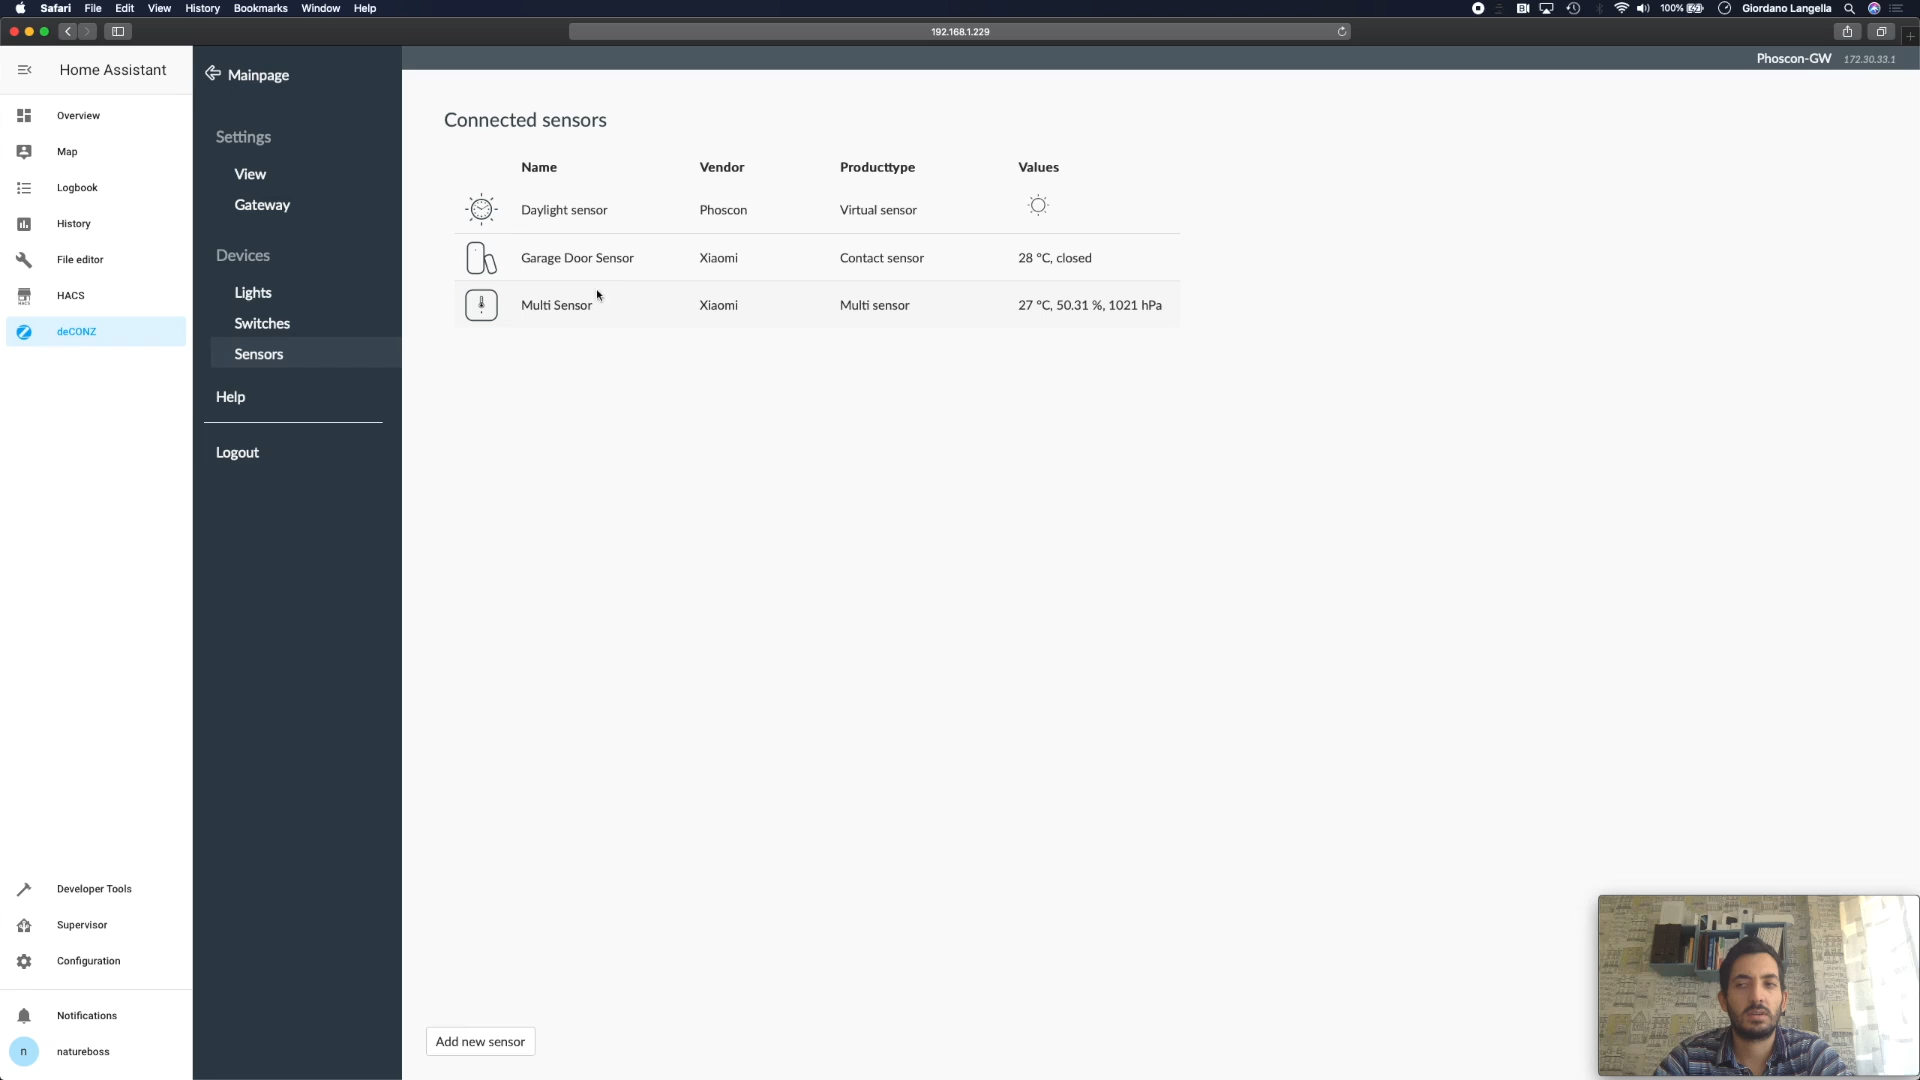 Safari File Edit View History Bookmarks Window Help 100% Giordano Langella
192.168.1.229
Home Assistant
Overview
Map
Logbook
History
File editor
HACS
deCONZ
Developer Tools
Supervisor
Configuration
Notifications
n natureboss
Mainpage
Settings
View
Gateway
Devices
Lights
Switches
Sensors
Help
Logout
Phoscon-GW 172.30.33.1
Connected sensors
Name Vendor Producttype Values
Daylight sensor Phoscon Virtual sensor
Garage Door Sensor Xiaomi Contact sensor 28 °C, closed
Multi Sensor Xiaomi Multi sensor 27 °C, 50.31 %, 1021 hPa
Add new sensor